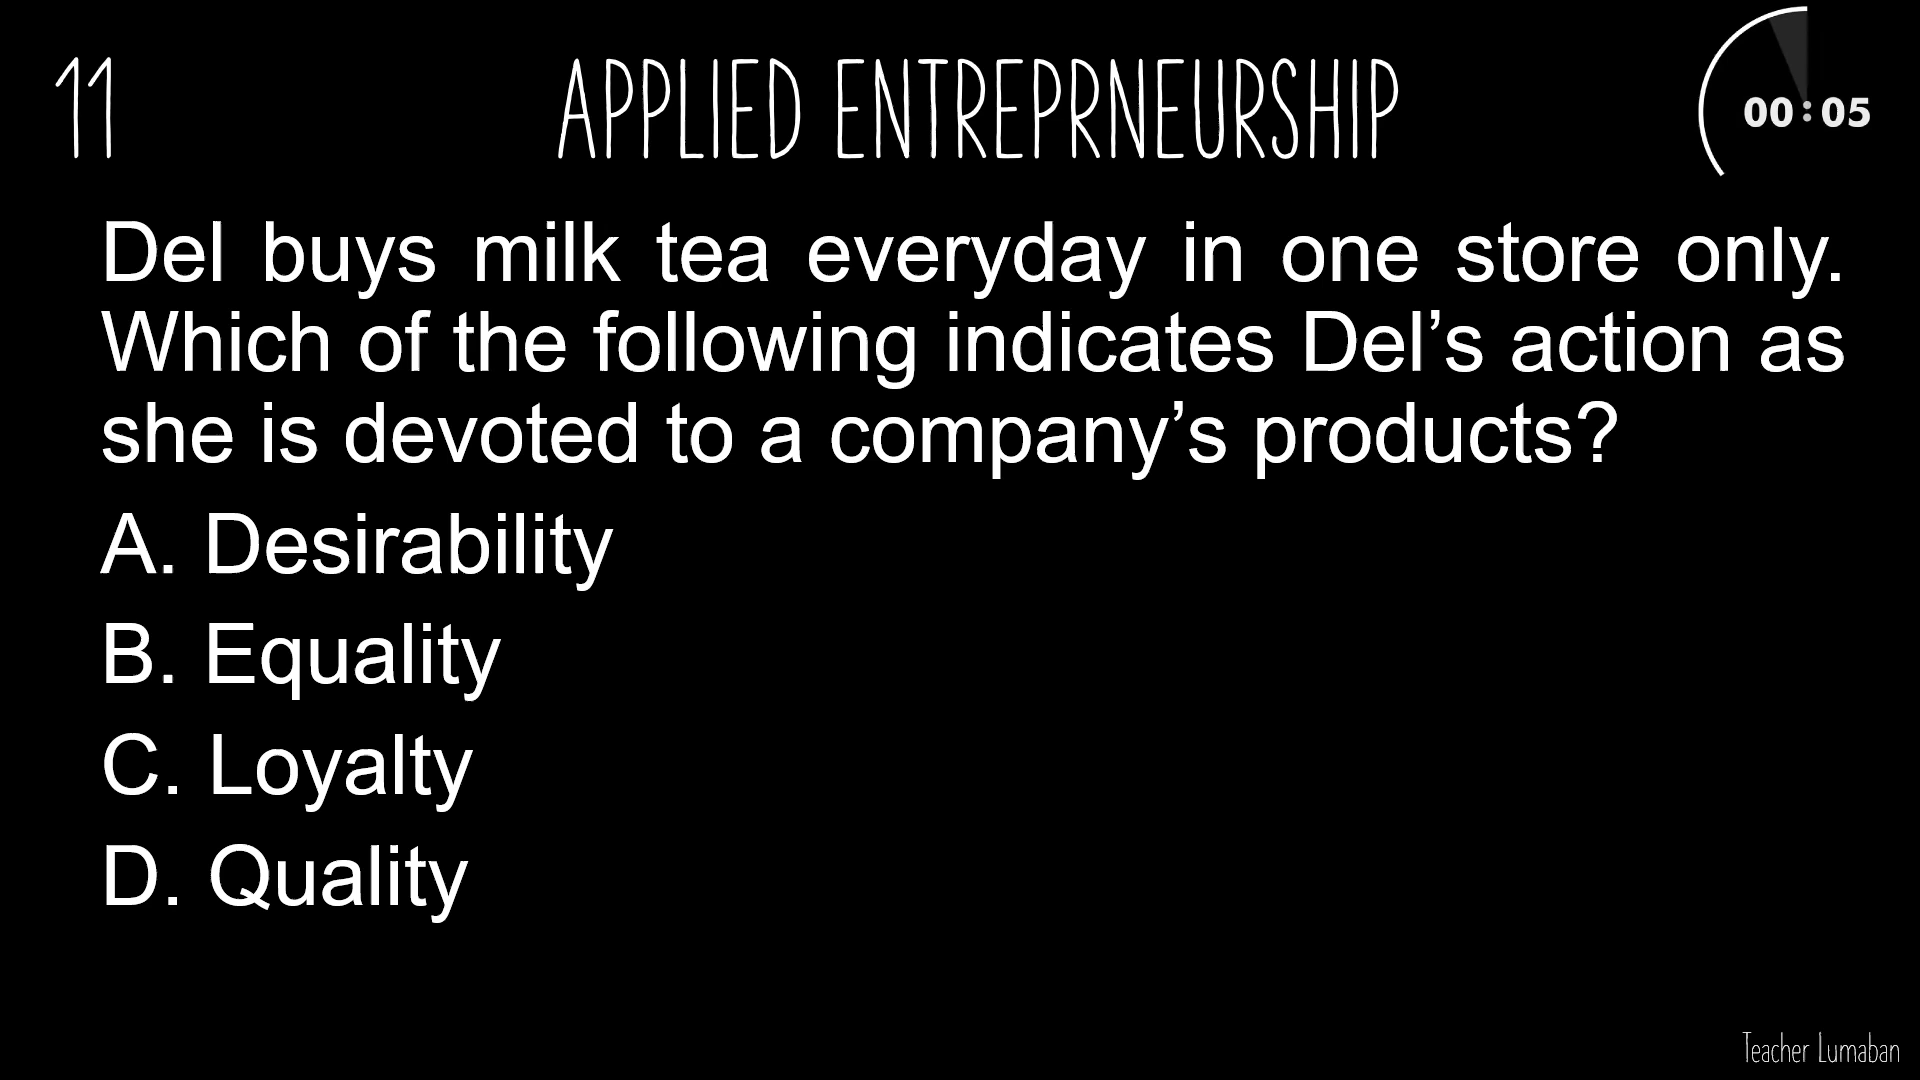 11
APPLIED ENTREPRNEURSHIP
00:05
Del buys milk tea everyday in one store only.
Which of the following indicates Del’s action as
she is devoted to a company’s products?
A. Desirability
B. Equality
C. Loyalty
D. Quality
Teacher Lumaban